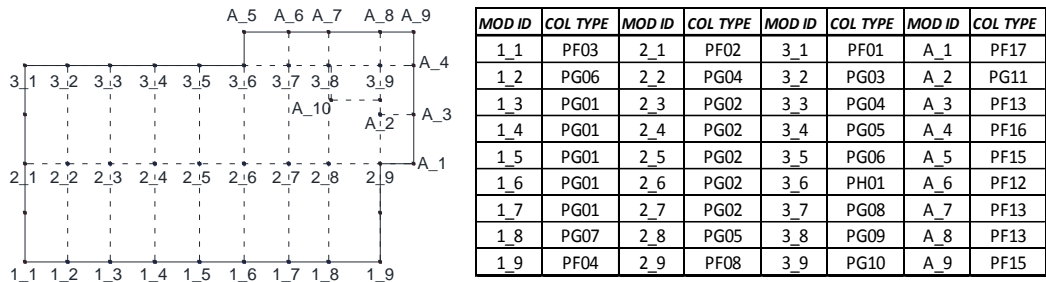 A_5 A_6 A_7 A_8 A_9
3_1 3_2 3_3 3_4 3_5 3_6 3_7 3_8 3_9 A_4
A_10 A_2 A_3
2_1 2_2 2_3 2_4 2_5 2_6 2_7 2_8 2_9 A_1
1_1 1_2 1_3 1_4 1_5 1_6 1_7 1_8 1_9
MOD ID COL TYPE MOD ID COL TYPE MOD ID COL TYPE MOD ID COL TYPE
1_1 PF03 2_1 PF02 3_1 PF01 A_1 PF17
1_2 PG06 2_2 PG04 3_2 PG03 A_2 PG11
1_3 PG01 2_3 PG02 3_3 PG04 A_3 PF13
1_4 PG01 2_4 PG02 3_4 PG05 A_4 PF16
1_5 PG01 2_5 PG02 3_5 PG06 A_5 PF15
1_6 PG01 2_6 PG02 3_6 PH01 A_6 PF12
1_7 PG01 2_7 PG02 3_7 PG08 A_7 PF13
1_8 PG07 2_8 PG05 3_8 PG09 A_8 PF13
1_9 PF04 2_9 PF08 3_9 PG10 A_9 PF15